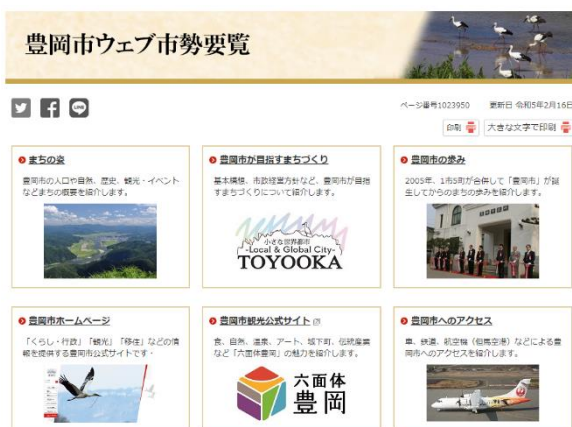 豊岡市ウェブ市勢要覧
ページ番号1023950 更新日 令和5年2月16日
印刷 大きな文字で印刷
まちの姿
豊岡市の人口や自然、歴史、観光・イベント
などまちの概要を紹介します。
豊岡市が目指すまちづくり
基本構想、市政経営方針など、豊岡市が目指
すまちづくりについて紹介します。
小さな世界都市
-Local & Global City-
TOYOOKA
豊岡市の歩み
2005年、1市5町が合併して「豊岡市」が誕
生してからのまちの歩みを紹介します。
豊岡市ホームページ
「くらし・行政」「観光」「移住」などの情
報を提供する豊岡市公式サイトです・
豊岡市観光公式サイト
食、自然、温泉、アート、城下町、伝統産業
など「六面体豊岡」の魅力を紹介します。
六面体
豊岡
豊岡市へのアクセス
車、鉄道、航空機（但馬空港）などによる豊
岡市へのアクセスを紹介します。